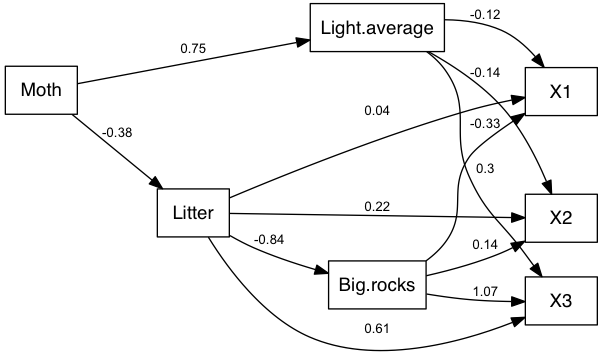 Moth
Light.average
Litter
Big.rocks
X1
X2
X3
0.75
-0.38
-0.12
-0.14
0.3
0.04
0.22
-0.84
0.61
-0.33
0.14
1.07